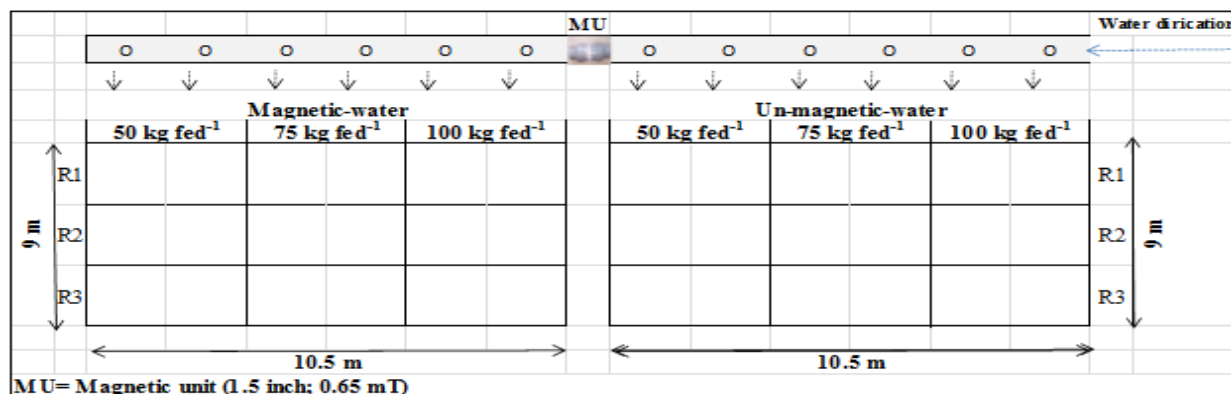 MU Water dirication
O O O O O O O O O O O O
Magnetic-water Un-magnetic-water
50 kg fed⁻¹ 75 kg fed⁻¹ 100 kg fed⁻¹ 50 kg fed⁻¹ 75 kg fed⁻¹ 100 kg fed⁻¹
R1 R1
9 m R2 R2 9 m
R3 R3
10.5 m 10.5 m
MU= Magnetic unit (1.5 inch; 0.65 mT)